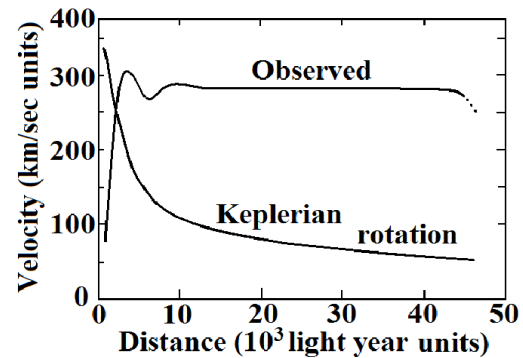 400
300
200
100
0
Velocity (km/sec units)
Observed
Keplerian
rotation
0
10
20
30
40
50
Distance (10³ light year units)